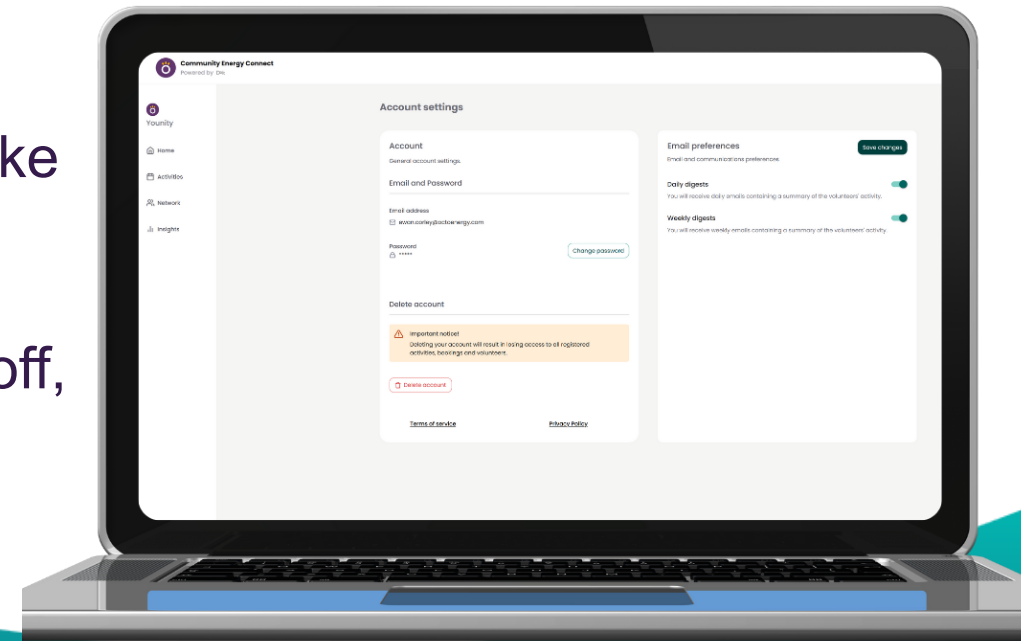 ke
off,
Community Energy Connect
Powered by
Younity
Home
Activities
Network
Insights
Account settings
Account
General account settings.
Email and Password
Email address
ewan.corley@octoenergy.com
Password
*****
Change password
Delete account
Important notice!
Deleting your account will result in losing access to all registered
activities, bookings and volunteers.
Delete account
Terms of service
Privacy Policy
Email preferences
Save changes
Email and communications preferences
Daily digests
You will receive daily emails containing a summary of the volunteers' activity.
Weekly digests
You will receive weekly emails containing a summary of the volunteers' activity.